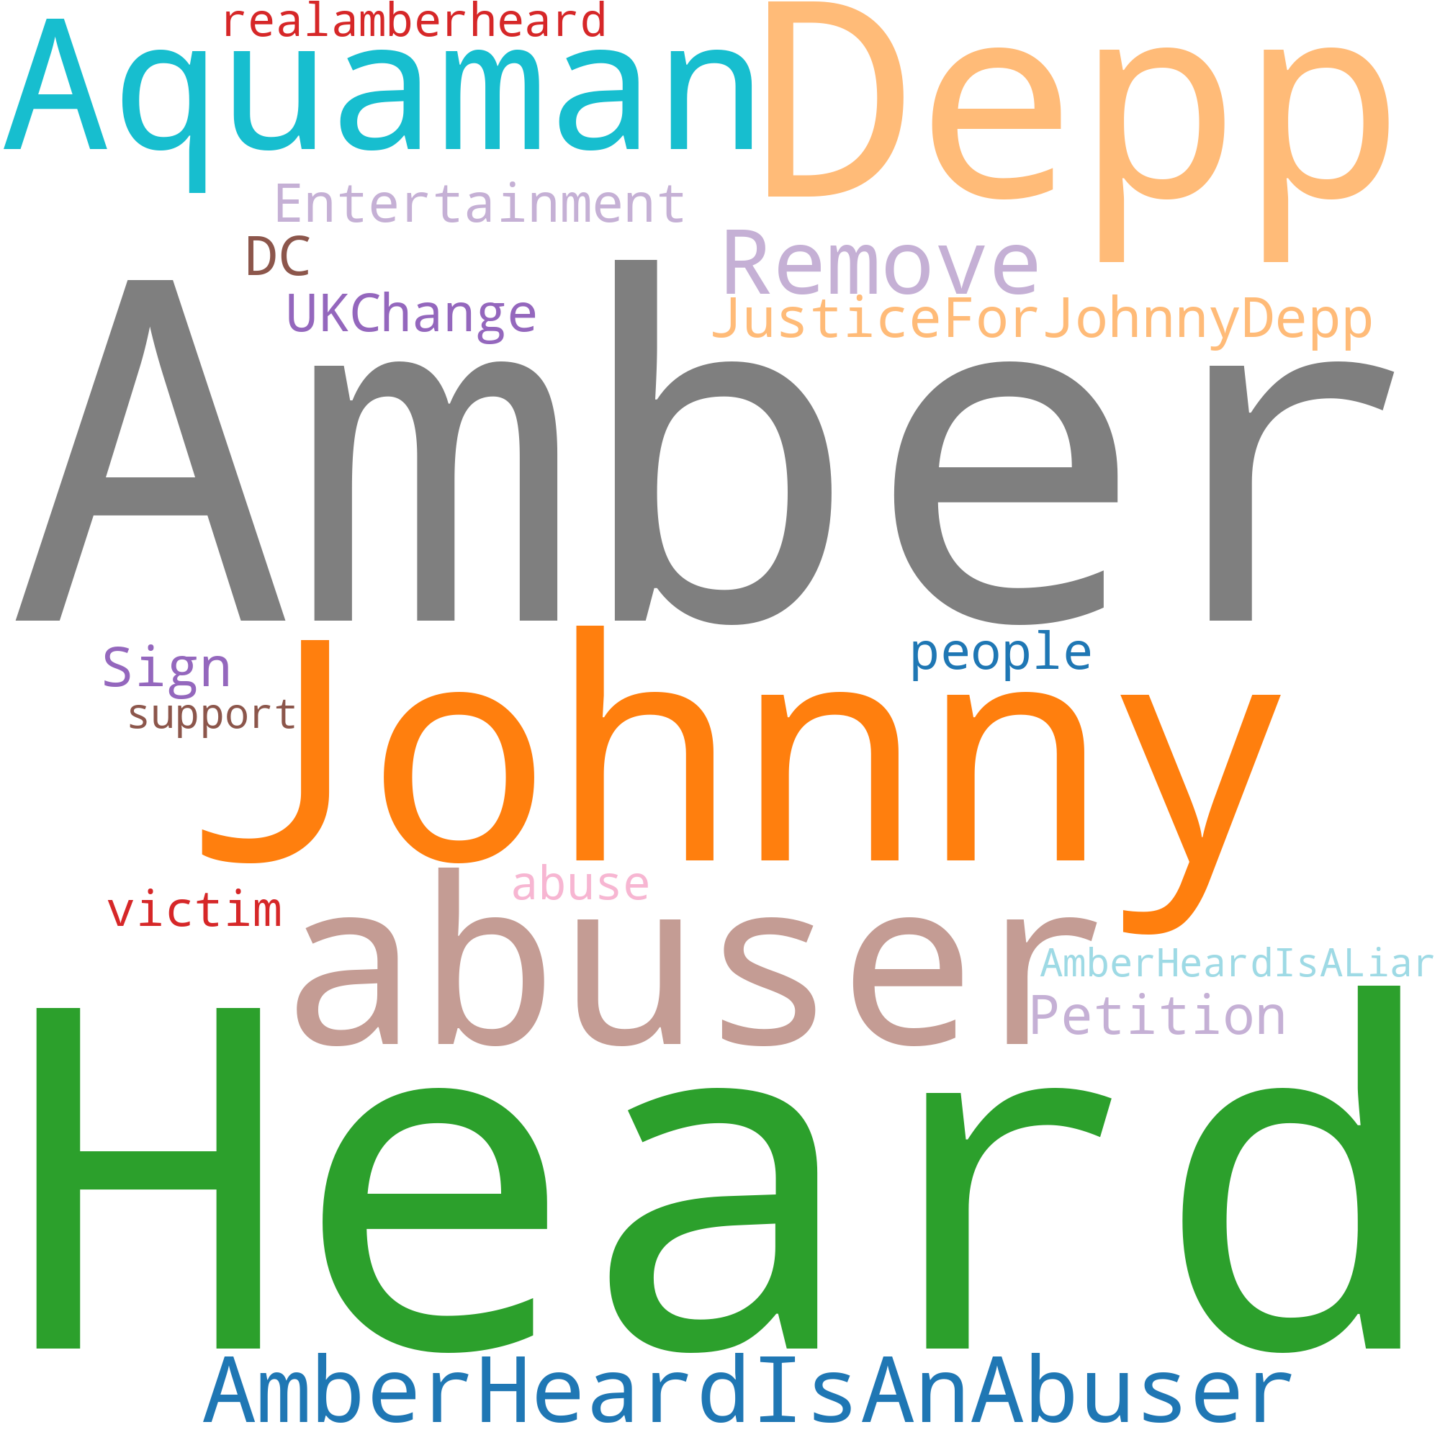 realamberheard
Aquaman
Depp
Entertainment
DC
Remove
UKChange
JusticeForJohnnyDepp
Amber
Sign
people
support
Johnny
abuse
victim
abuser
AmberHeardIsALiar
Petition
Heard
AmberHeardIsAnAbuser